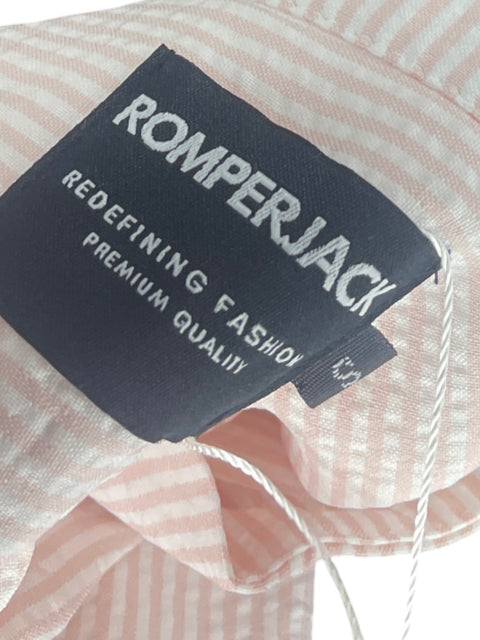 ROMPERJACK
REDEFINING FASHION
PREMIUM QUALITY